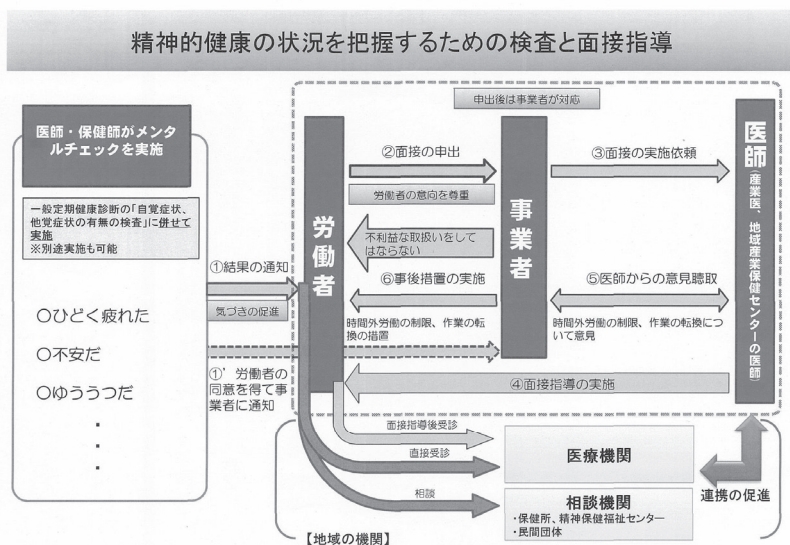 精神的健康の状況を把握するための検査と面接指導
医師・保健師がメンタ
ルチェックを実施
一般定期健康診断の「自覚症状、
他覚症状の有無の検査」に併せて
実施
※別途実施も可能
○ひどく疲れた
○不安だ
○ゆううつだ
・
・
・
①結果の通知
気づきの促進
①’労働者の
同意を得て事
業者に通知
労働者
申出後は事業者が対応
②面接の申出
労働者の意向を尊重
不利益な取扱いをして
はならない
⑥事後措置の実施
時間外労働の制限、作業の転
換の措置
事業者
③面接の実施依頼
⑤医師からの意見聴取
時間外労働の制限、作業の転換につ
いて意見
④面接指導の実施
医師
(産業医、地域産業保健センターの医師)
面接指導後受診
直接受診
相談
医療機関
相談機関
・保健所、精神保健福祉センター
・民間団体
連携の促進
【地域の機関】